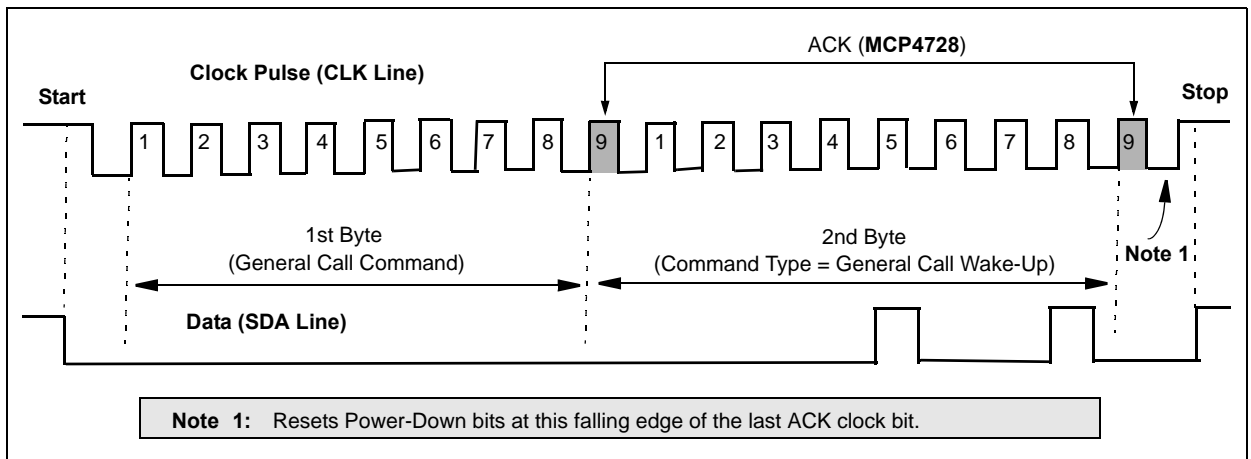 ACK (MCP4728)
Clock Pulse (CLK Line)
Start
Stop
1 2 3 4 5 6 7 8 9 1 2 3 4 5 6 7 8 9
1st Byte
(General Call Command)
2nd Byte
(Command Type = General Call Wake-Up)
Note 1
Data (SDA Line)
Note 1: Resets Power-Down bits at this falling edge of the last ACK clock bit.